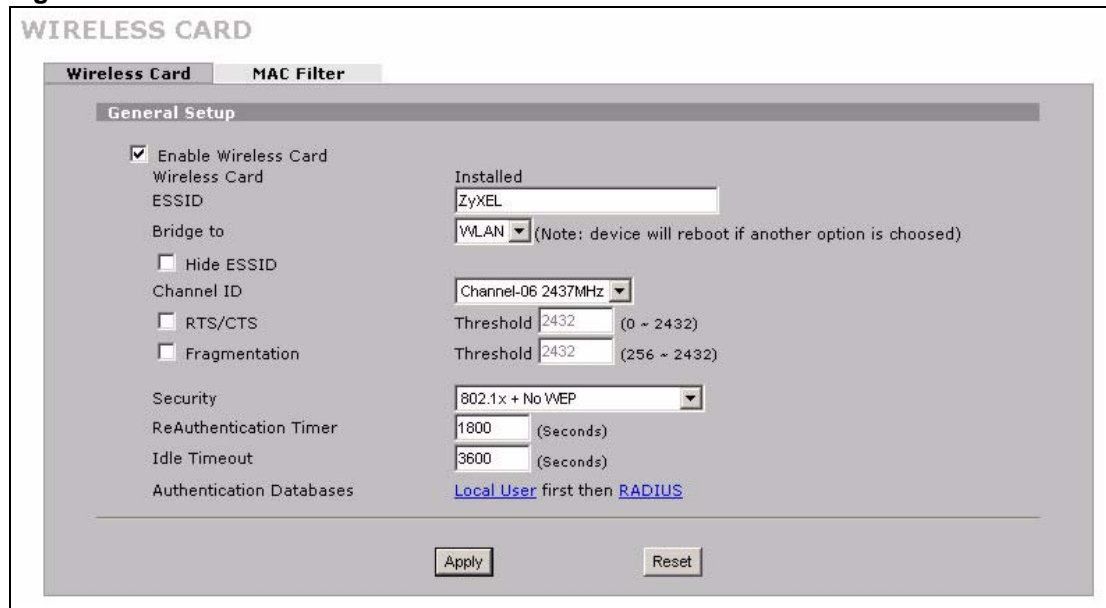 WIRELESS CARD
Wireless Card MAC Filter
General Setup
Enable Wireless Card
Wireless Card Installed
ESSID ZyXEL
Bridge to WLAN (Note: device will reboot if another option is choosed)
Hide ESSID
Channel ID Channel-06 2437MHz
RTS/CTS Threshold 2432 (0 ~ 2432)
Fragmentation Threshold 2432 (256 ~ 2432)
Security 802.1x + No WEP
ReAuthentication Timer 1800 (Seconds)
Idle Timeout 3600 (Seconds)
Authentication Databases Local User first then RADIUS
Apply Reset